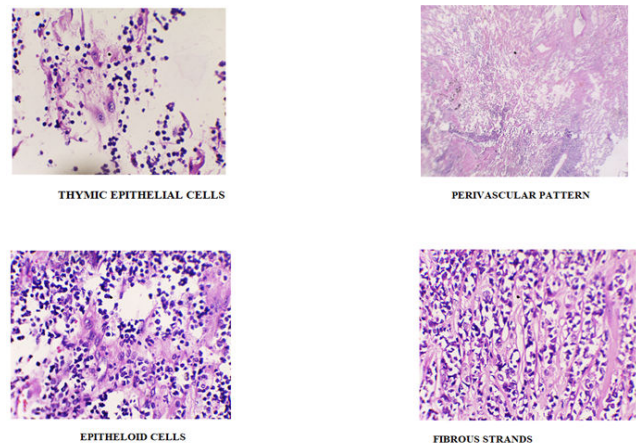 THYMIC EPITHELIAL CELLS
PERIVASCULAR PATTERN
EPITHELOID CELLS
FIBROUS STRANDS